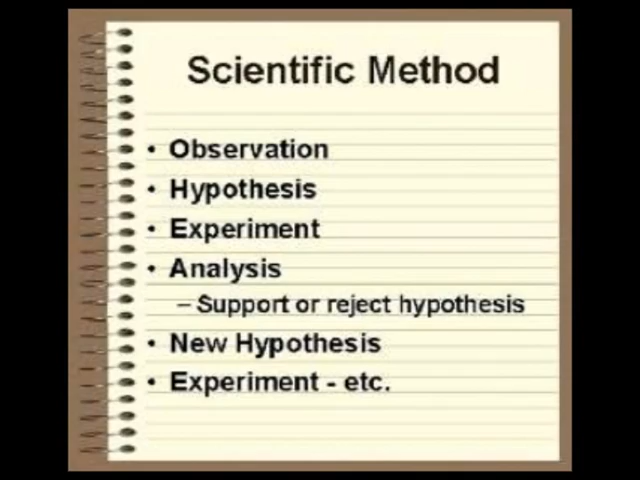 Scientific Method
• Observation
• Hypothesis
• Experiment
• Analysis
– Support or reject hypothesis
• New Hypothesis
• Experiment - etc.